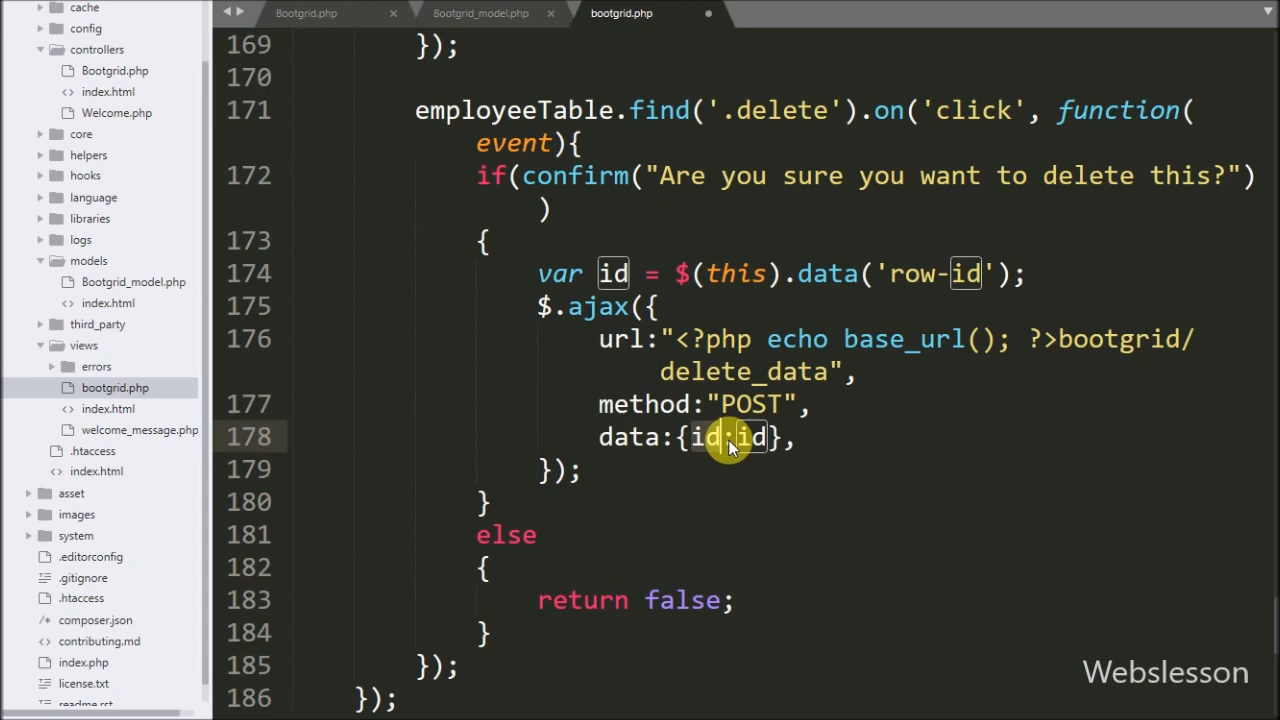 cache
config
controllers
Bootgrid.php
index.html
Welcome.php
core
helpers
hooks
language
libraries
logs
models
Bootgrid_model.php
index.html
third_party
views
errors
bootgrid.php
index.html
welcome_message.php
.htaccess
index.html
asset
images
system
.editorconfig
.gitignore
.htaccess
composer.json
contributing.md
index.php
license.txt
readme.rst
Bootgrid.php
Bootgrid_model.php
bootgrid.php
169 });
170
171 employeeTable.find('.delete').on('click', function(
event){
172 if(confirm("Are you sure you want to delete this?")
)
173 {
174 var id = $(this).data('row-id');
175 $.ajax({
176 url:"<?php echo base_url(); ?>bootgrid/
delete_data",
177 method:"POST",
178 data:{id:id},
179 });
180 }
181 else
182 {
183 return false;
184 }
185 });
186 });
Webslesson